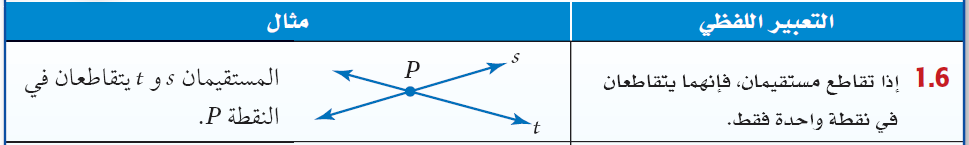 التعبير اللفظي
مثال
1.6 إذا تقاطع مستقيمان، فإنهما يتقاطعان
في نقطة واحدة فقط.
P
s
t
المستقيمان s و t يتقاطعان في
النقطة P.